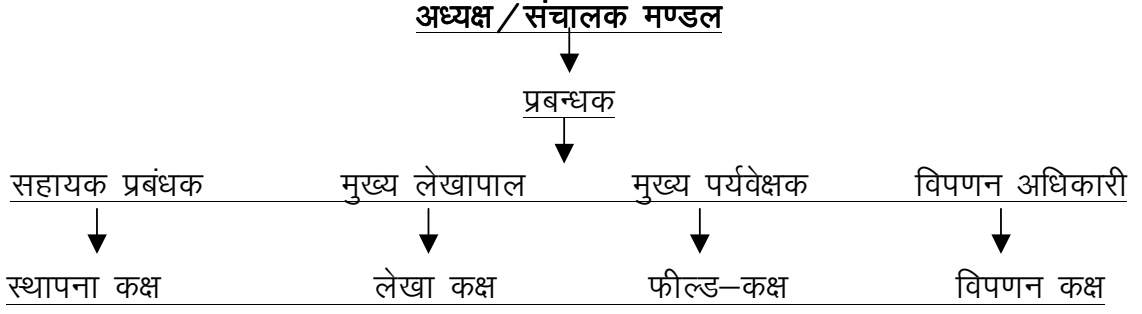 अध्यक्ष/संचालक मण्डल
प्रबन्धक
सहायक प्रबंधक मुख्य लेखापाल मुख्य पर्यवेक्षक विपणन अधिकारी
स्थापना कक्ष लेखा कक्ष फील्ड–कक्ष विपणन कक्ष